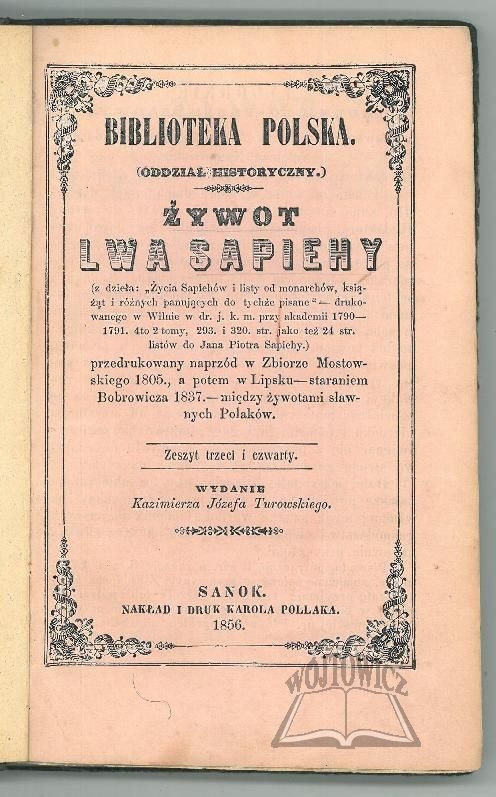 BIBLIOTEKA POLSKA.
(ODDZIAŁ HISTORYCZNY.)
ŻYWOT
LWA SAPIEHY
(z dzieła: „Życia Sapiehów i listy od monarchów, ksią-
żąt i różnych panujących do tychże pisane“— druko-
wanego w Wilnie w dr. j. k. m. przy akademii 1790—
1791. 4to 2 tomy, 293. i 320. str. jako też 24 str.
listów do Jana Piotra Sapiehy.)
przedrukowany naprzód w Zbiorze Mostow-
skiego 1805., a potem w Lipsku—staraniem
Bobrowicza 1837.—między żywotami sław-
nych Polaków.
Zeszyt trzeci i czwarty.
WYDANIE
Kazimierza Józefa Turowskiego.
SANOK.
NAKŁAD I DRUK KAROLA POLLAKA.
1856.
WÓJTOWICZ